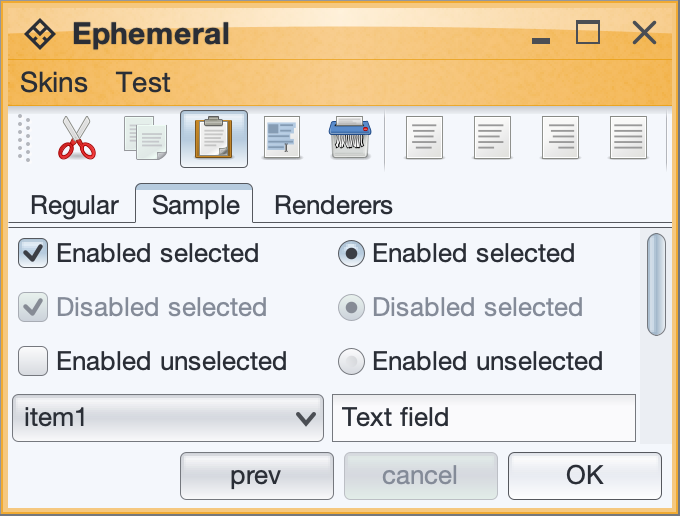 Ephemeral
Skins Test
Regular Sample Renderers
Enabled selected Enabled selected
Disabled selected Disabled selected
Enabled unselected Enabled unselected
item1 Text field
prev cancel OK